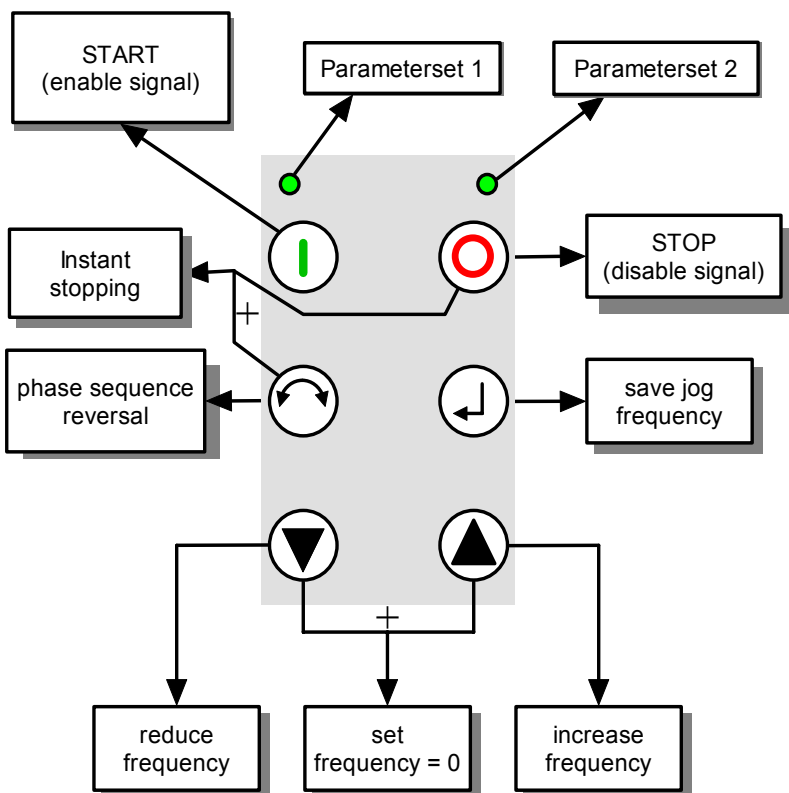 START
(enable signal)
Parameterset 1
Parameterset 2
Instant
stopping
STOP
(disable signal)
+
phase sequence
reversal
save jog
frequency
+
reduce
frequency
set
frequency = 0
increase
frequency